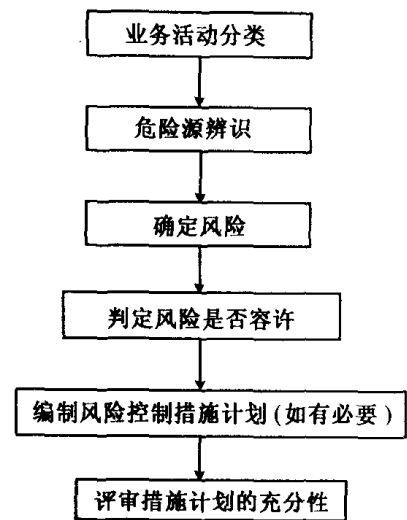 业务活动分类
危险源辨识
确定风险
判定风险是否容许
编制风险控制措施计划(如有必要)
评审措施计划的充分性